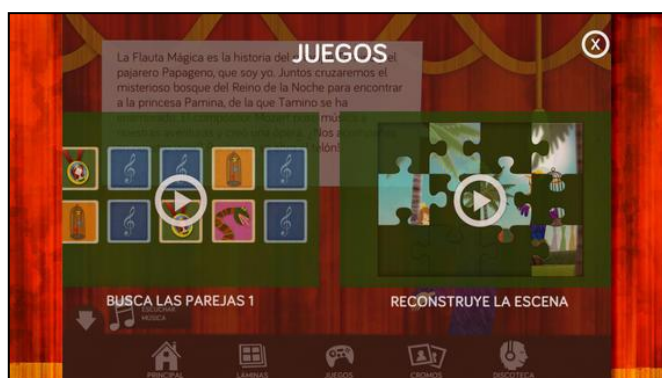 JUEGOS
X
La Flauta Mágica es la historia del
pajarero Papageno, que soy yo. Juntos cruzaremos el
misterioso bosque del Reino de la Noche para encontrar
a la princesa Pamina, de la que Tamino se ha
BUSCA LAS PAREJAS 1
RECONSTRUYE LA ESCENA
ESCUCHAR
MÚSICA
PRINCIPAL
LÁMINAS
JUEGOS
CROMOS
DISCOTECA